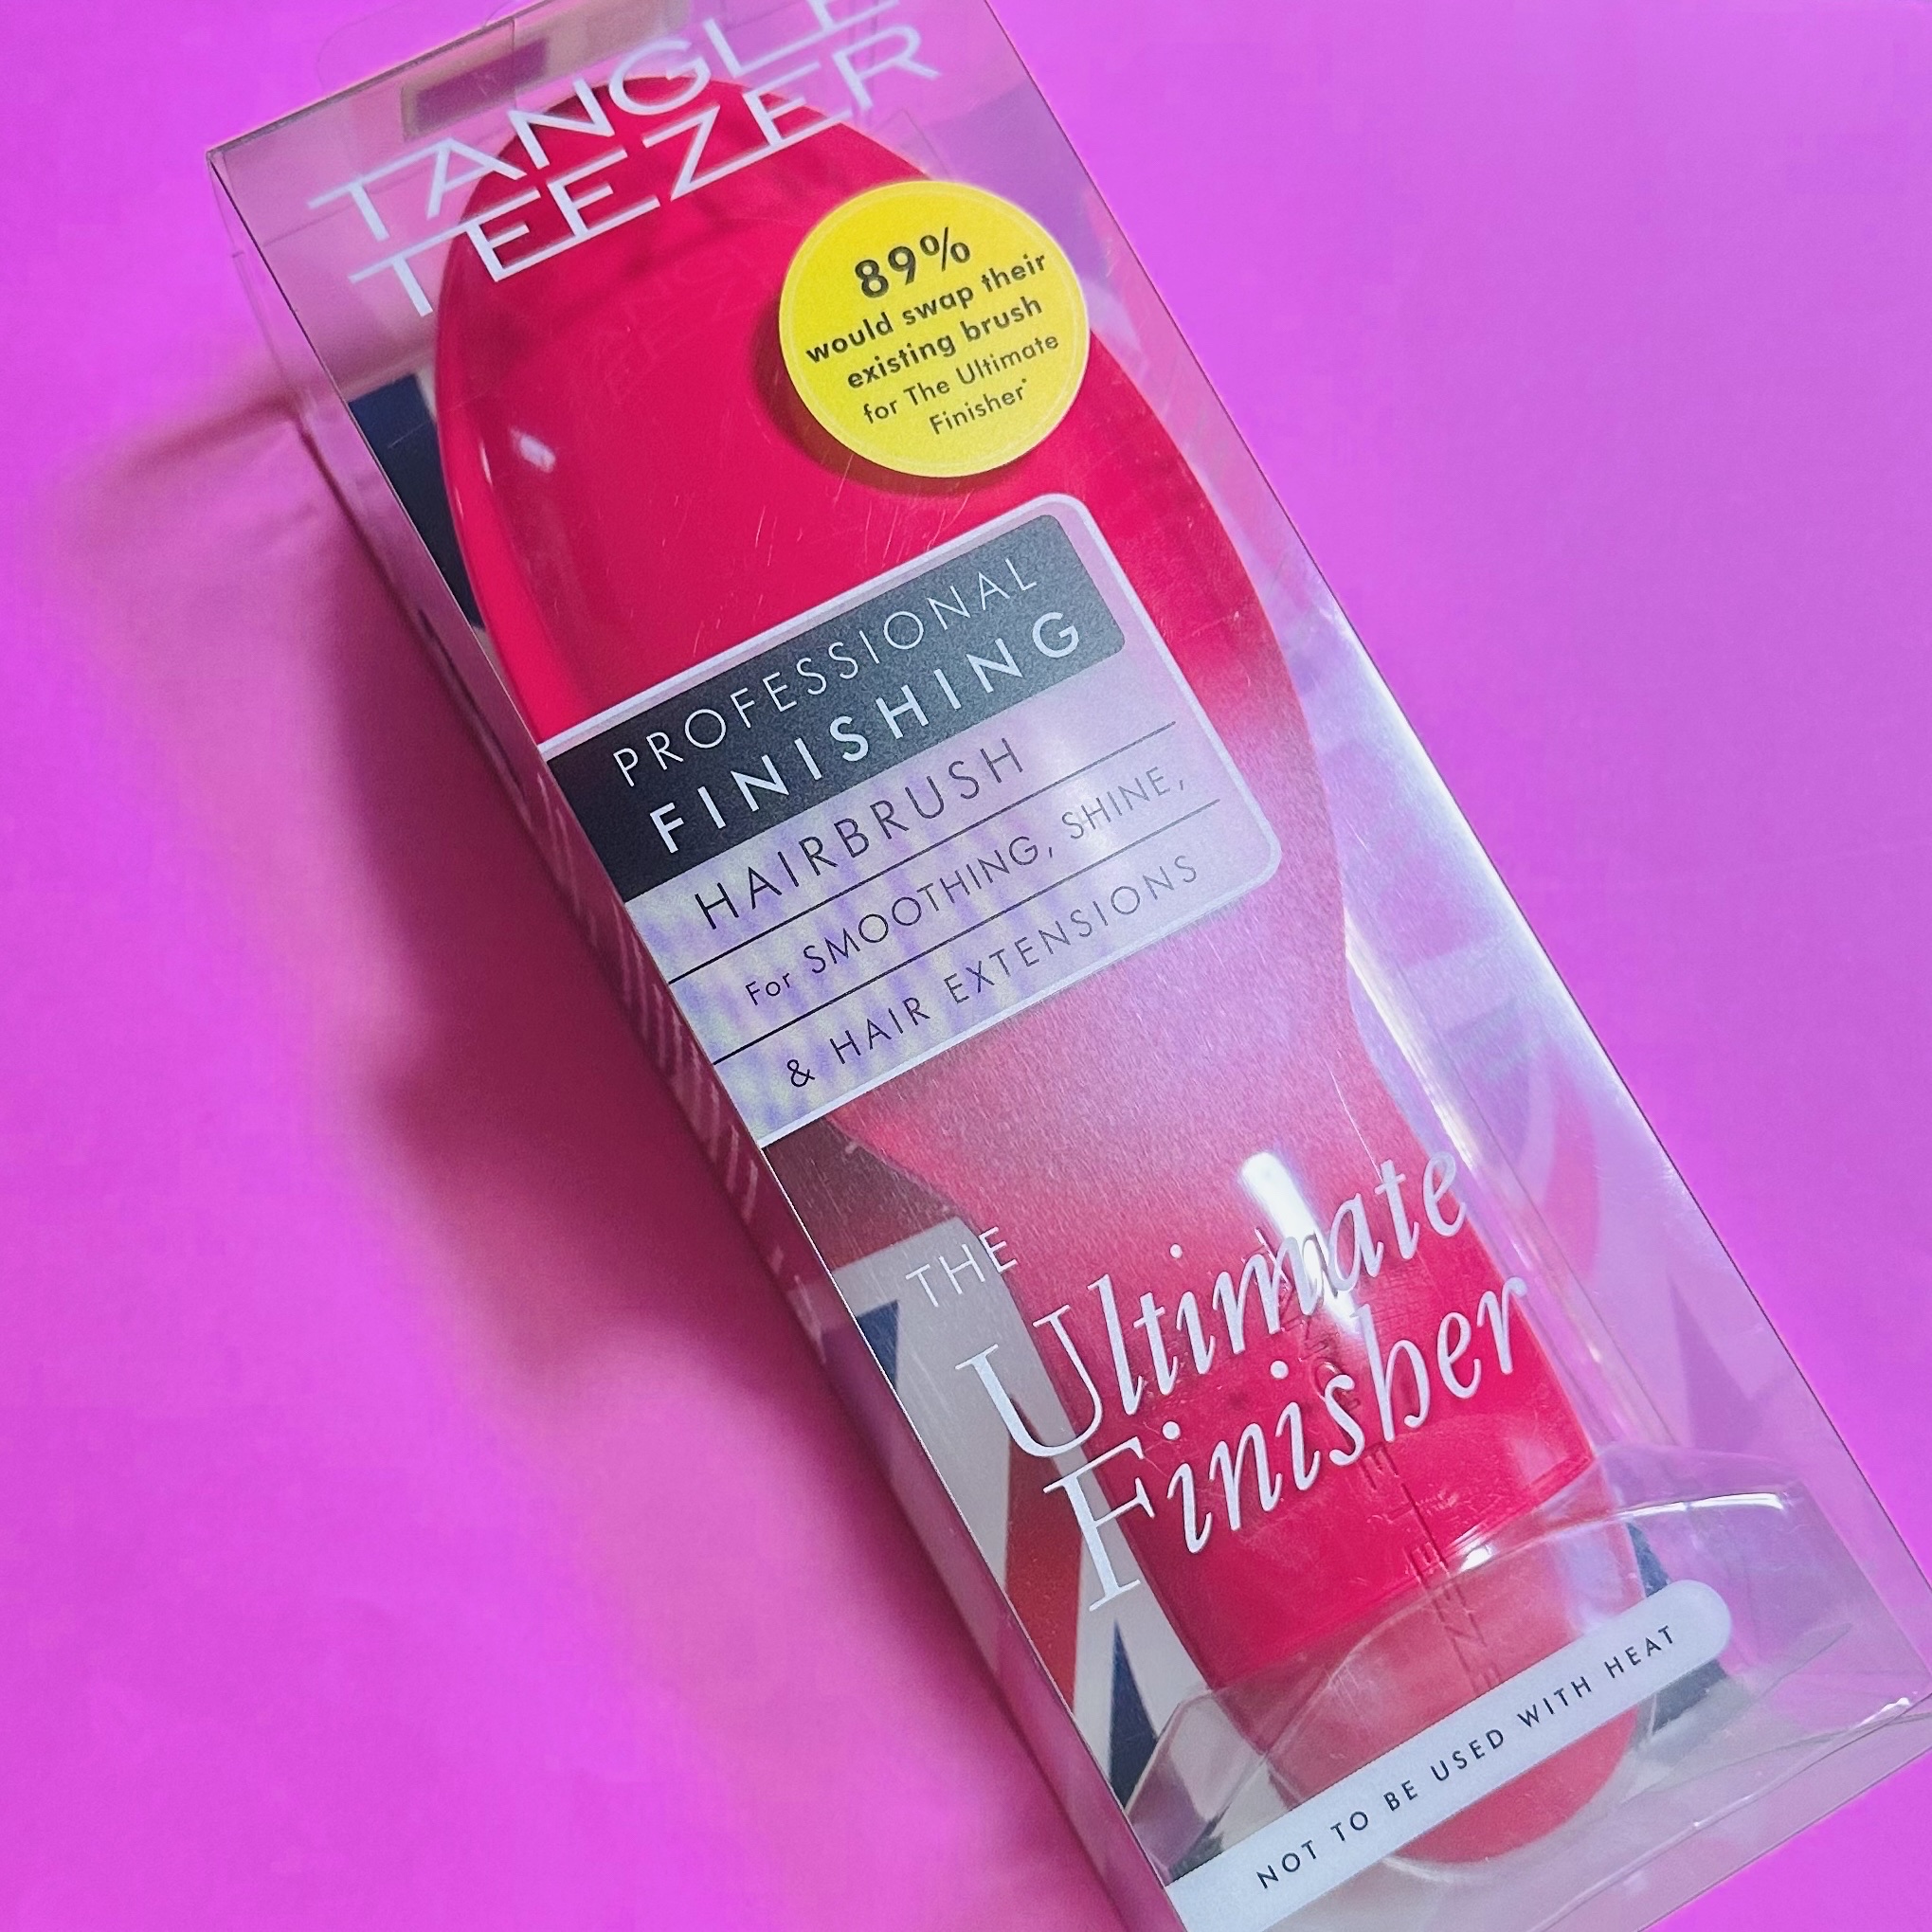 TANGLE
TEEZER
89%
would swap their
existing brush
for The Ultimate
Finisher*
PROFESSIONAL
FINISHING
HAIRBRUSH
For SMOOTHING, SHINE,
& HAIR EXTENSIONS
THE
Ultimate
Finisher
NOT TO BE USED WITH HEAT